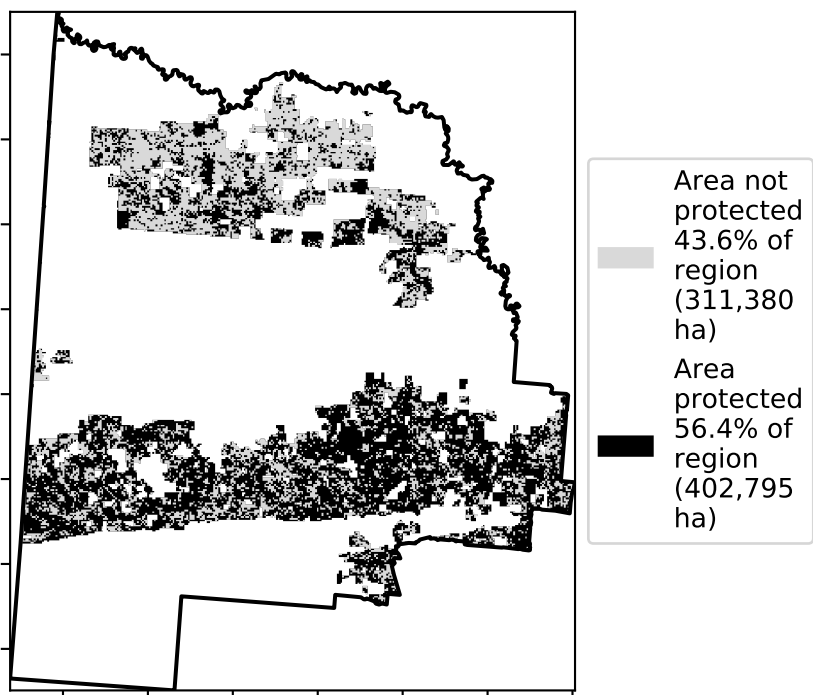 Area not
protected
43.6% of
region
(311,380
ha)
Area
protected
56.4% of
region
(402,795
ha)